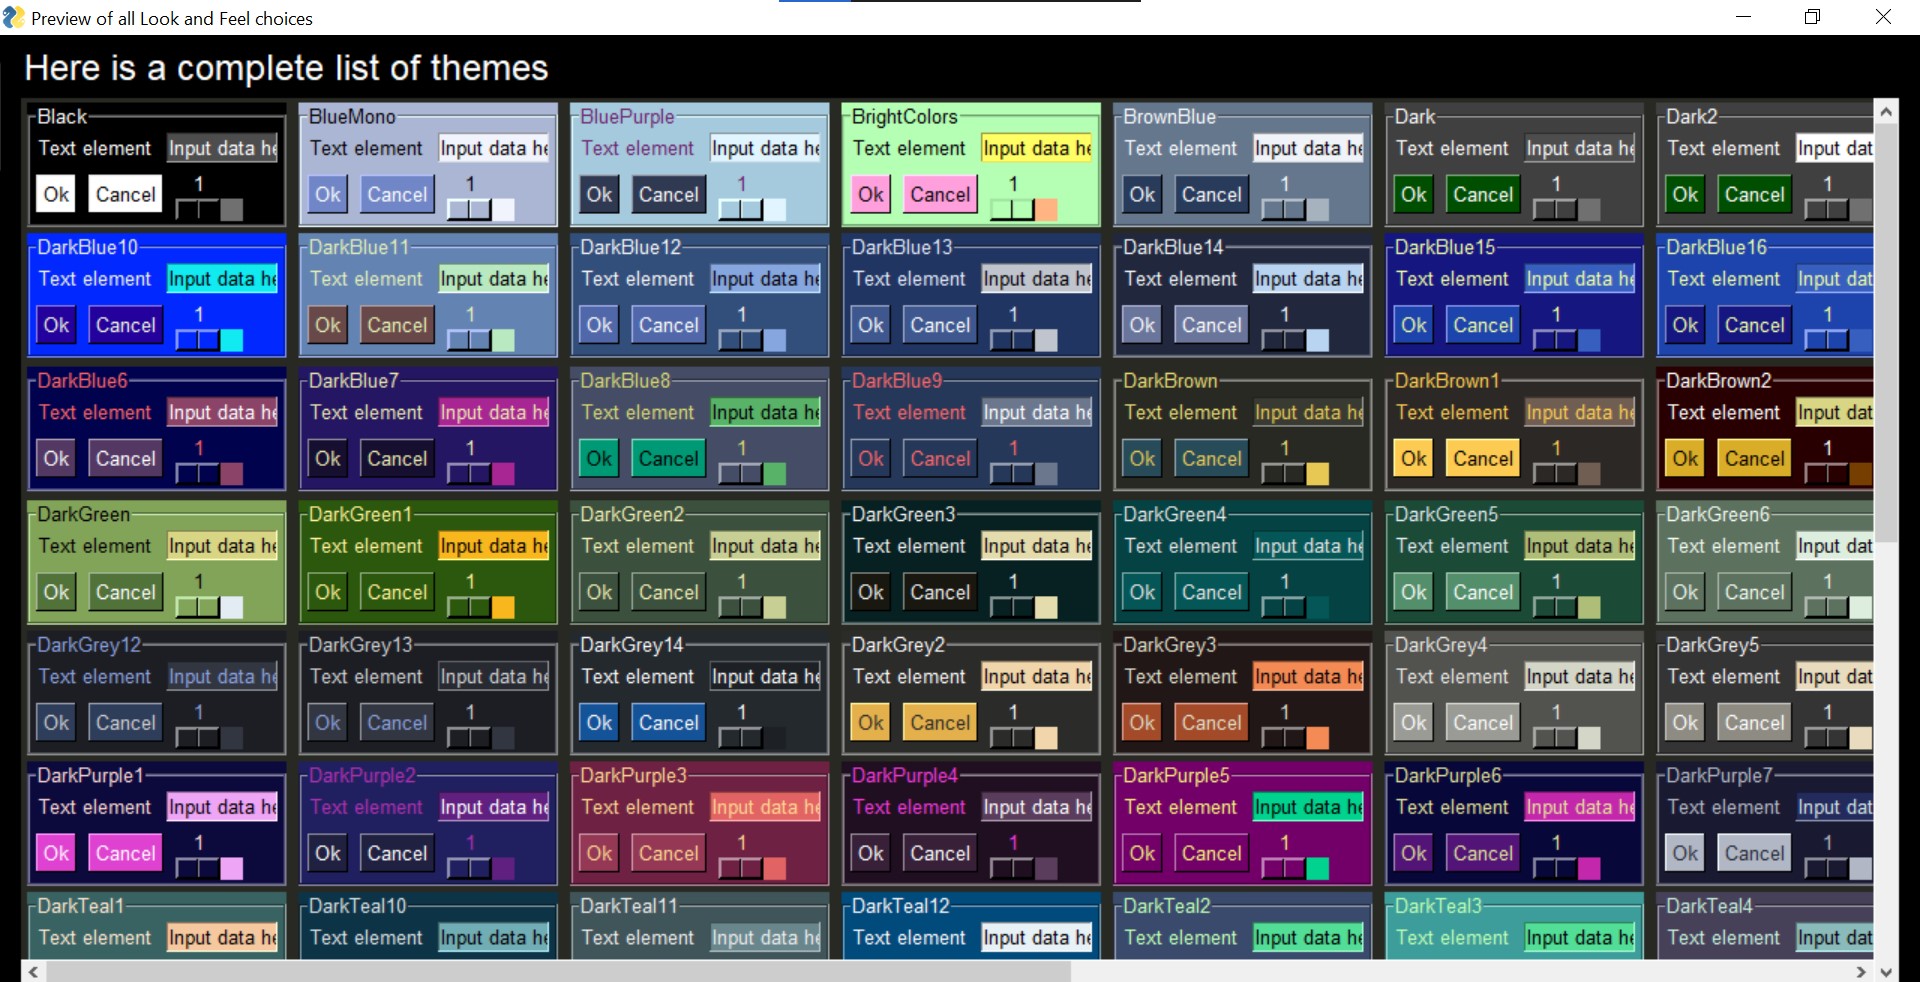 Preview of all Look and Feel choices
Here is a complete list of themes
Black BlueMono BluePurple BrightColors BrownBlue Dark Dark2
Text element Input data he Text element Input data he Text element Input data he Text element Input data he Text element Input data he Text element Input data he Text element Input dat
1 1 1 1 1 1 1
Ok Cancel Ok Cancel Ok Cancel Ok Cancel Ok Cancel Ok Cancel Ok Cancel
DarkBlue10 DarkBlue11 DarkBlue12 DarkBlue13 DarkBlue14 DarkBlue15 DarkBlue16
Text element Input data he Text element Input data he Text element Input data he Text element Input data he Text element Input data he Text element Input data he Text element Input dat
1 1 1 1 1 1 1
Ok Cancel Ok Cancel Ok Cancel Ok Cancel Ok Cancel Ok Cancel Ok Cancel
DarkBlue6 DarkBlue7 DarkBlue8 DarkBlue9 DarkBrown DarkBrown1 DarkBrown2
Text element Input data he Text element Input data he Text element Input data he Text element Input data he Text element Input data he Text element Input data he Text element Input dat
1 1 1 1 1 1 1
Ok Cancel Ok Cancel Ok Cancel Ok Cancel Ok Cancel Ok Cancel Ok Cancel
DarkGreen DarkGreen1 DarkGreen2 DarkGreen3 DarkGreen4 DarkGreen5 DarkGreen6
Text element Input data he Text element Input data he Text element Input data he Text element Input data he Text element Input data he Text element Input data he Text element Input dat
1 1 1 1 1 1 1
Ok Cancel Ok Cancel Ok Cancel Ok Cancel Ok Cancel Ok Cancel Ok Cancel
DarkGrey12 DarkGrey13 DarkGrey14 DarkGrey2 DarkGrey3 DarkGrey4 DarkGrey5
Text element Input data he Text element Input data he Text element Input data he Text element Input data he Text element Input data he Text element Input data he Text element Input dat
1 1 1 1 1 1 1
Ok Cancel Ok Cancel Ok Cancel Ok Cancel Ok Cancel Ok Cancel Ok Cancel
DarkPurple1 DarkPurple2 DarkPurple3 DarkPurple4 DarkPurple5 DarkPurple6 DarkPurple7
Text element Input data he Text element Input data he Text element Input data he Text element Input data he Text element Input data he Text element Input data he Text element Input dat
1 1 1 1 1 1 1
Ok Cancel Ok Cancel Ok Cancel Ok Cancel Ok Cancel Ok Cancel Ok Cancel
DarkTeal1 DarkTeal10 DarkTeal11 DarkTeal12 DarkTeal2 DarkTeal3 DarkTeal4
Text element Input data he Text element Input data he Text element Input data he Text element Input data he Text element Input data he Text element Input data he Text element Input dat